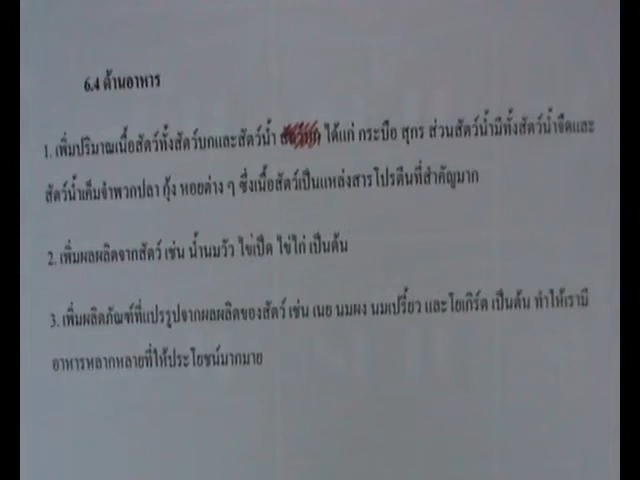 6.4 ด้านอาหาร
1. เพิ่มปริมาณเนื้อสัตว์ทั้งสัตว์บกและสัตว์น้ำ ได้แก่ กระบือ สุกร ส่วนสัตว์น้ำมีทั้งสัตว์น้ำจืดและ
สัตว์น้ำเค็มจำพวกปลา กุ้ง หอยต่าง ๆ ซึ่งเนื้อสัตว์เป็นแหล่งสารโปรตีนที่สำคัญมาก
2. เพิ่มผลผลิตจากสัตว์ เช่น น้ำนมวัว ไข่เป็ด ไข่ไก่ เป็นต้น
3. เพิ่มผลิตภัณฑ์ที่แปรรูปจากผลผลิตของสัตว์ เช่น เนย นมผง นมเปรี้ยว และโยเกิร์ต เป็นต้น ทำให้เรามี
อาหารหลากหลายที่ให้ประโยชน์มากมาย